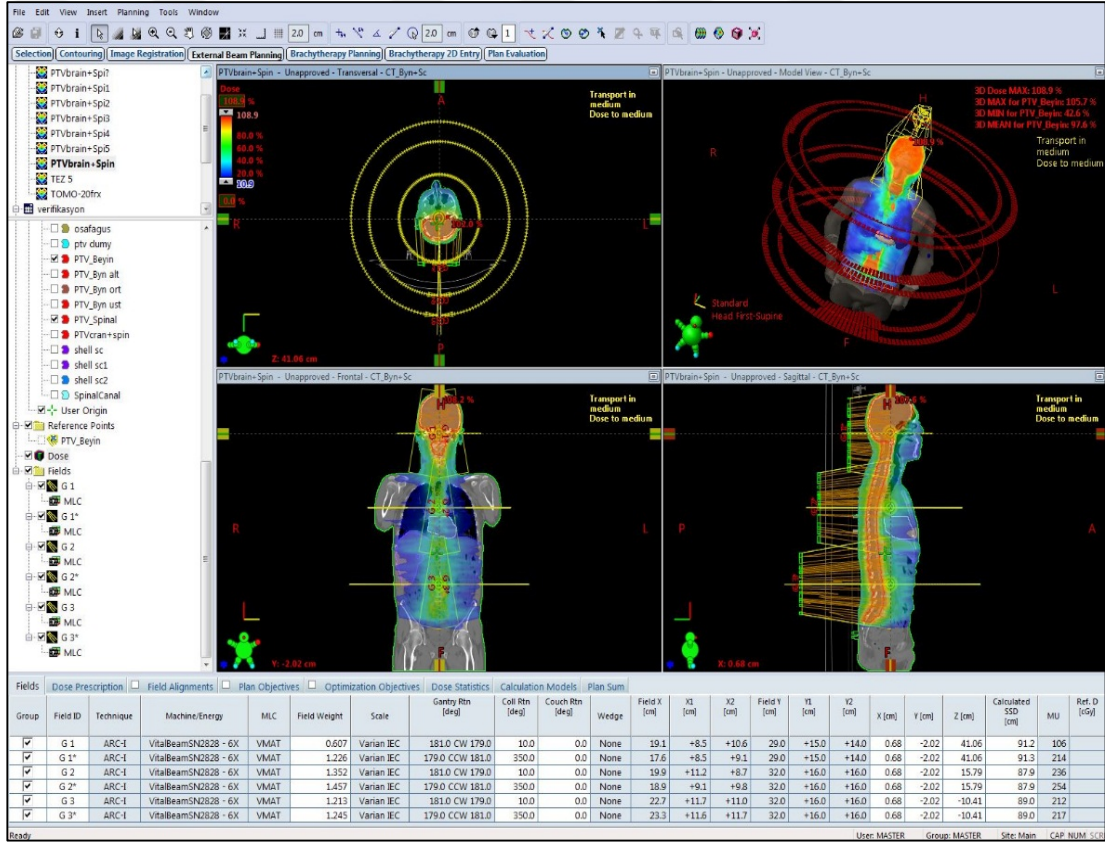 File Edit View Insert Planning Tools Window
2.0 cm 2.0 cm 1
Selection Contouring Image Registration External Beam Planning Brachytherapy Planning Brachytherapy 2D Entry Plan Evaluation
PTVbrain+Spi?
PTVbrain+Spi1
PTVbrain+Spi2
PTVbrain+Spi3
PTVbrain+Spi4
PTVbrain+Spi5
PTVbrain+Spin
TEZ 5
TOMO-20frx
verifikasyon
osafagus
ptv dumy
PTV_Beyin
PTV_Byn alt
PTV_Byn ort
PTV_Byn ust
PTV_Spinal
PTVcran+spin
shell sc
shell sc1
shell sc2
SpinalCanal
User Origin
Reference Points
PTV_Beyin
Dose
Fields
G 1
MLC
G 1*
MLC
G 2
MLC
G 2*
MLC
G 3
MLC
G 3*
MLC
PTVbrain+Spin - Unapproved - Transversal - CT_Byn+Sc
Dose
108.9 %
108.9
80.0 %
60.0 %
40.0 %
20.0 %
10.9
0.0 %
A
Transport in
medium
Dose to medium
R
L
P
Z: 41.06 cm
PTVbrain+Spin - Unapproved - Model View - CT_Byn+Sc
3D Dose MAX: 108.9 %
3D MAX for PTV_Beyin: 105.7 %
3D MIN for PTV_Beyin: 42.6 %
3D MEAN for PTV_Beyin: 97.6 %
Transport in
medium
Dose to medium
H
108.9 %
R
L
Standard
Head First-Supine
F
PTVbrain+Spin - Unapproved - Frontal - CT_Byn+Sc
H
Transport in
medium
Dose to medium
R
L
F
Y: -2.02 cm
PTVbrain+Spin - Unapproved - Sagittal - CT_Byn+Sc
H
Transport in
medium
Dose to medium
P
A
F
X: 0.68 cm
Fields Dose Prescription Field Alignments Plan Objectives Optimization Objectives Dose Statistics Calculation Models Plan Sum
Group Field ID Technique Machine/Energy MLC Field Weight Scale Gantry Rtn [deg] Coll Rtn [deg] Couch Rtn [deg] Wedge Field X [cm] X1 [cm] X2 [cm] Field Y [cm] Y1 [cm] Y2 [cm] X [cm] Y [cm] Z [cm] Calculated SSD [cm] MU Ref. D [cGy]
G 1 ARC-I VitalBeamSN2828 - 6X VMAT 0.607 Varian IEC 181.0 CW 179.0 10.0 0.0 None 19.1 +8.5 +10.6 29.0 +15.0 +14.0 0.68 -2.02 41.06 91.2 106
G 1* ARC-I VitalBeamSN2828 - 6X VMAT 1.226 Varian IEC 179.0 CCW 181.0 350.0 0.0 None 17.6 +8.5 +9.1 29.0 +15.0 +14.0 0.68 -2.02 41.06 91.3 214
G 2 ARC-I VitalBeamSN2828 - 6X VMAT 1.352 Varian IEC 181.0 CW 179.0 10.0 0.0 None 19.9 +11.2 +8.7 32.0 +16.0 +16.0 0.68 -2.02 15.79 87.9 236
G 2* ARC-I VitalBeamSN2828 - 6X VMAT 1.457 Varian IEC 179.0 CCW 181.0 350.0 0.0 None 18.9 +9.1 +9.8 32.0 +16.0 +16.0 0.68 -2.02 15.79 87.9 254
G 3 ARC-I VitalBeamSN2828 - 6X VMAT 1.213 Varian IEC 181.0 CW 179.0 10.0 0.0 None 22.7 +11.7 +11.0 32.0 +16.0 +16.0 0.68 -2.02 -10.41 89.0 212
G 3* ARC-I VitalBeamSN2828 - 6X VMAT 1.245 Varian IEC 179.0 CCW 181.0 350.0 0.0 None 23.3 +11.6 +11.7 32.0 +16.0 +16.0 0.68 -2.02 -10.41 89.0 217
Ready User: MASTER Group: MASTER Site: Main CAP NUM SCR